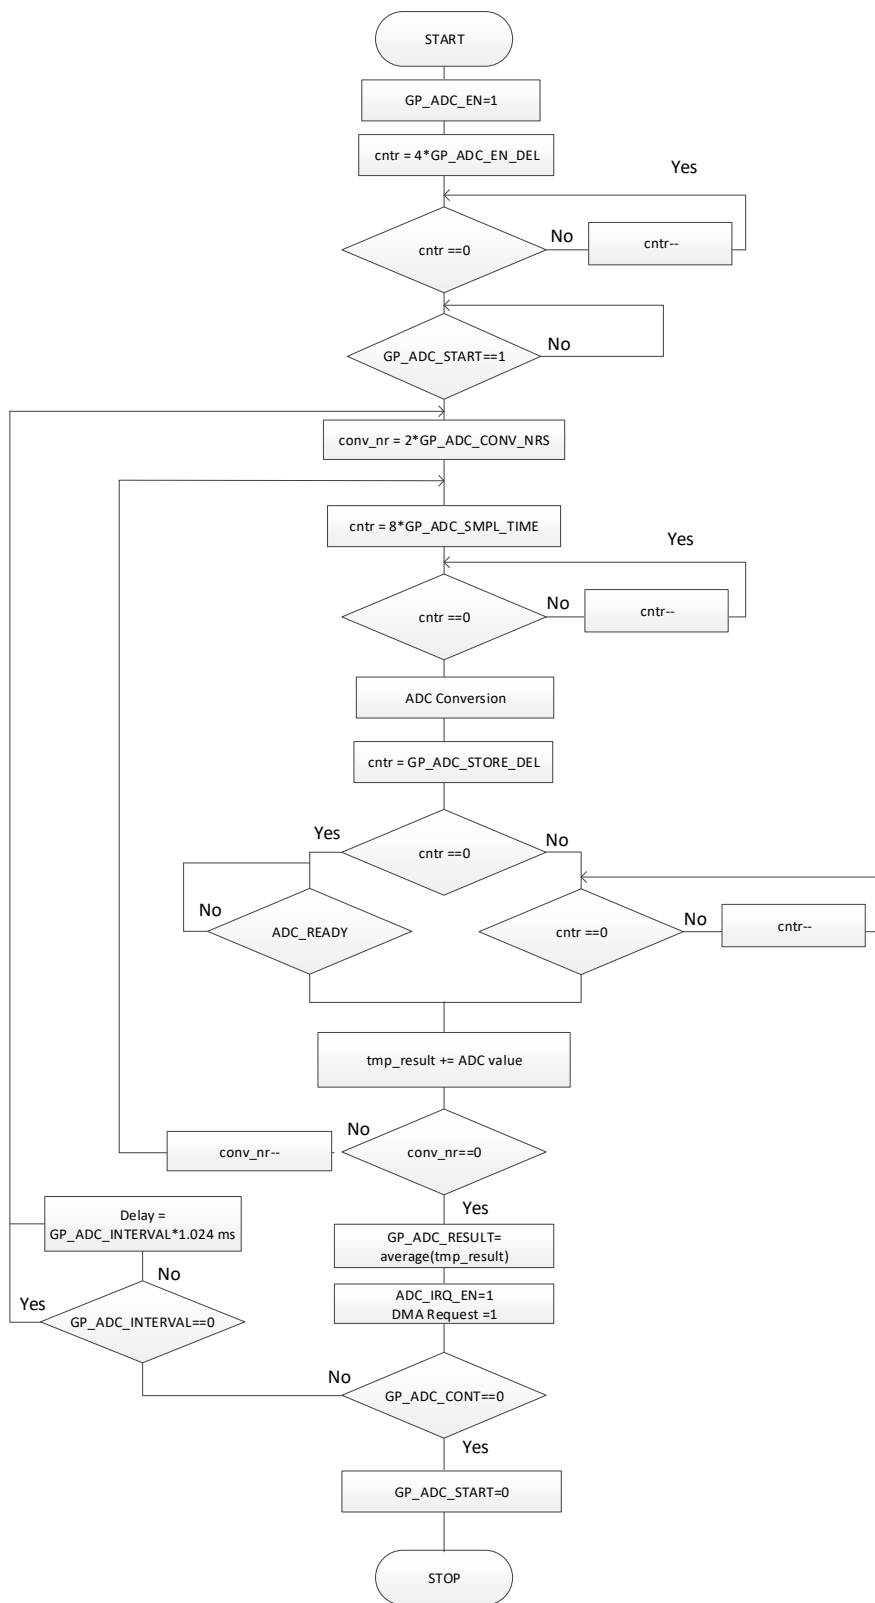 START
GP_ADC_EN=1
cntr = 4*GP_ADC_EN_DEL
Yes
cntr ==0
No
cntr--
GP_ADC_START==1
No
conv_nr = 2*GP_ADC_CONV_NRS
cntr = 8*GP_ADC_SMPL_TIME
Yes
cntr ==0
No
cntr--
ADC Conversion
cntr = GP_ADC_STORE_DEL
Yes
cntr ==0
No
No
ADC_READY
cntr ==0
No
cntr--
tmp_result += ADC value
conv_nr--
No
conv_nr==0
Yes
Delay =
GP_ADC_INTERVAL*1.024 ms
GP_ADC_RESULT=
average(tmp_result)
No
Yes
GP_ADC_INTERVAL==0
ADC_IRQ_EN=1
DMA Request =1
No
GP_ADC_CONT==0
Yes
GP_ADC_START=0
STOP